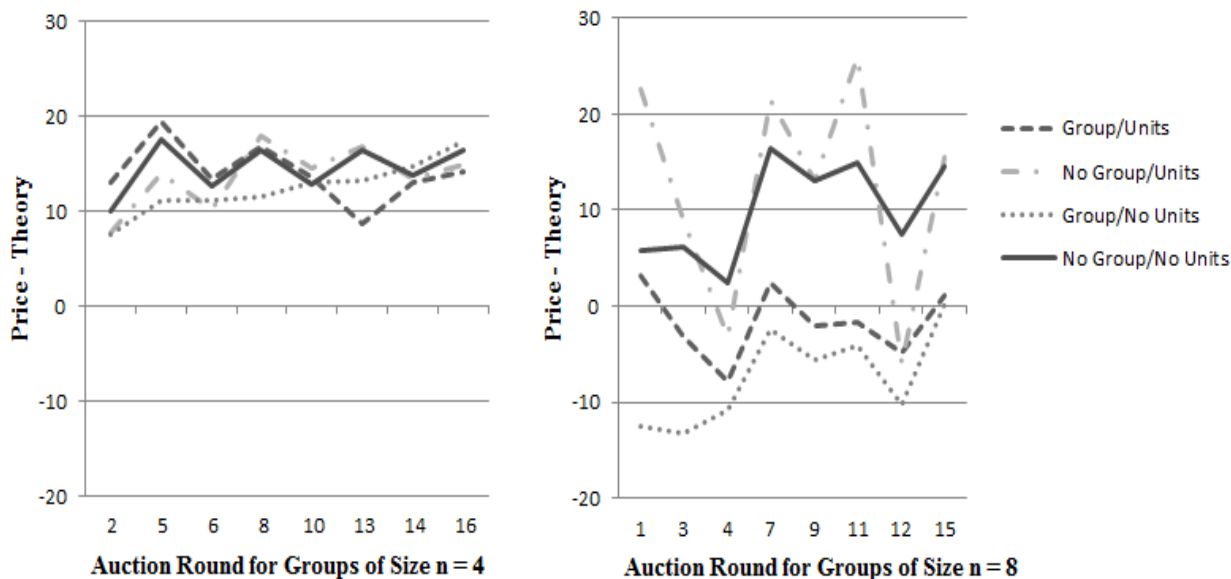 30
20
10
0
-10
-20
Price - Theory
2 5 6 8 10 13 14 16
Auction Round for Groups of Size n = 4
30
20
10
0
-10
-20
Price - Theory
1 3 4 7 9 11 12 15
Auction Round for Groups of Size n = 8
Group/Units
No Group/Units
Group/No Units
No Group/No Units